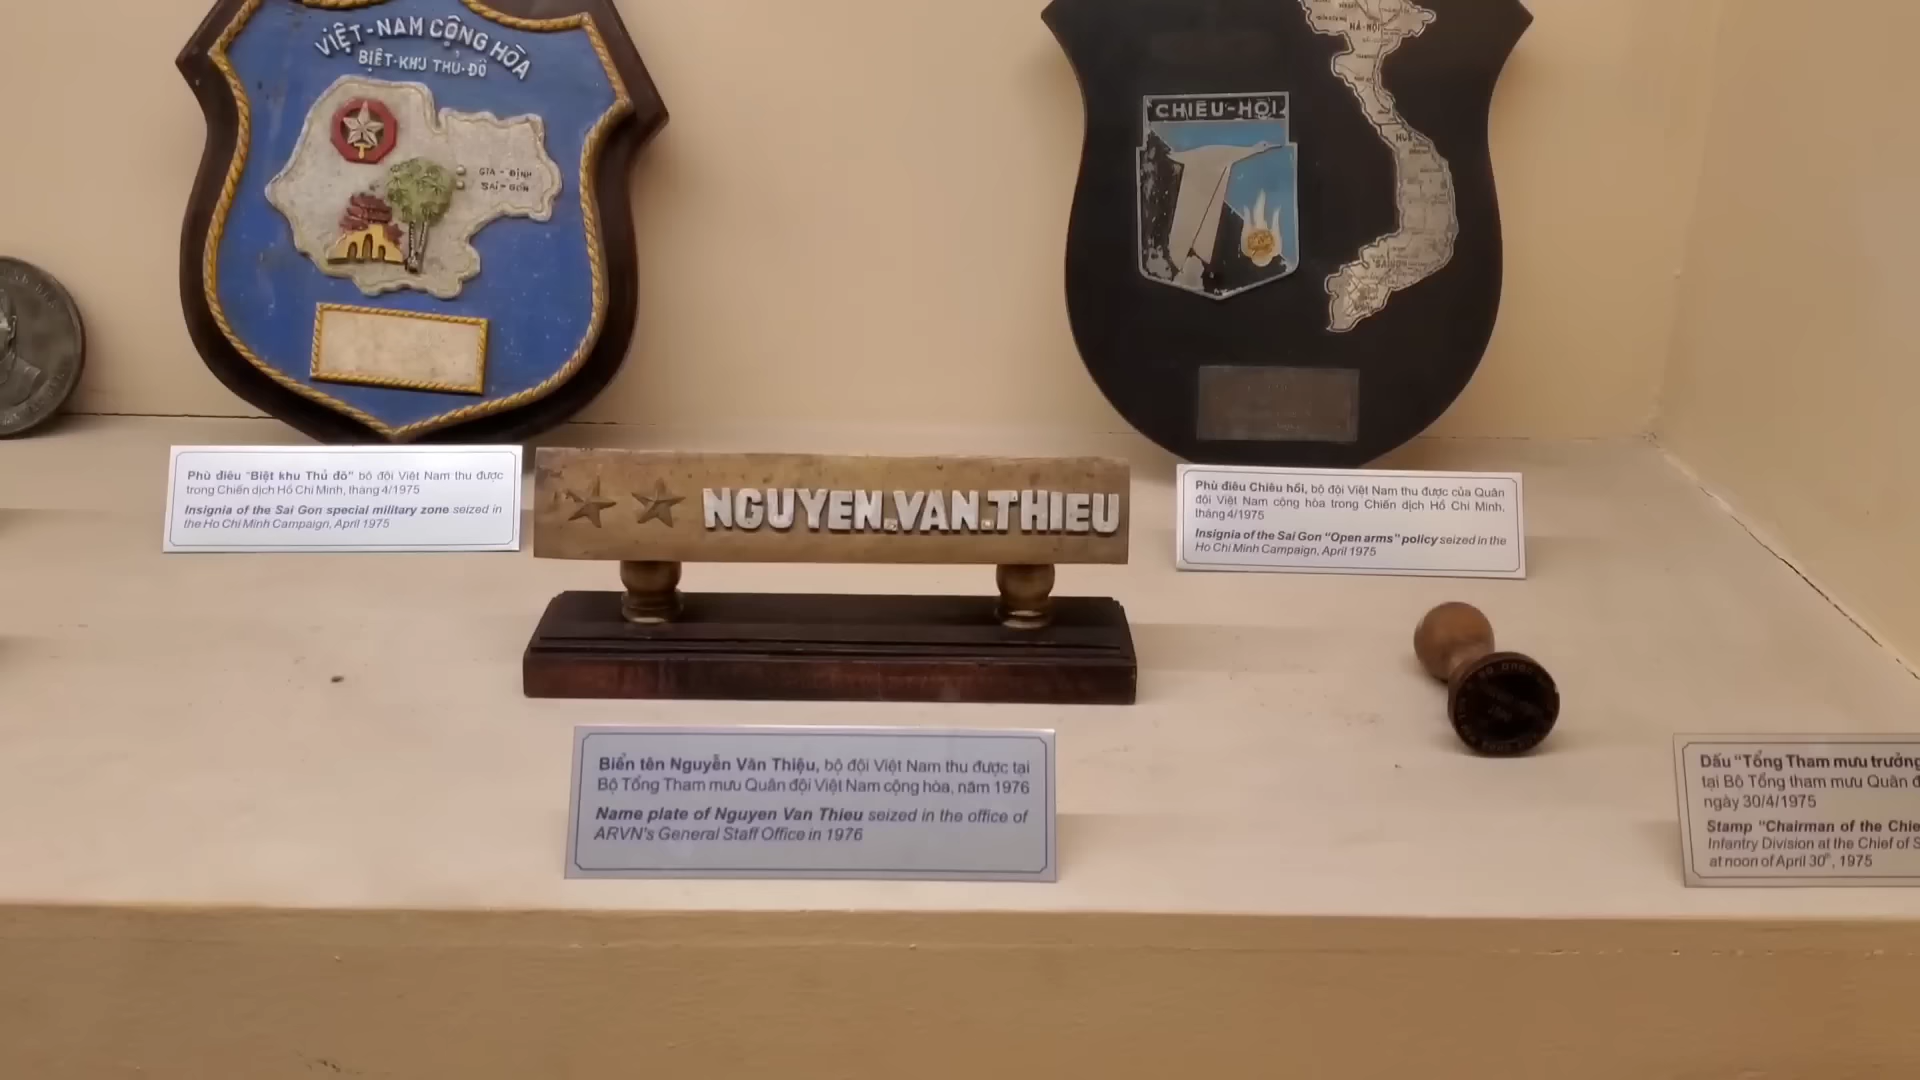 VIỆT-NAM CỘNG HÒA
BIỆT-KHU THỦ-ĐÔ
GIA-ĐỊNH
SAI-GON
CHIÊU-HỒI
HÀ-NỘI
HUẾ
SAIGON
Phù điêu "Biệt khu Thủ đô" bộ đội Việt Nam thu được
trong Chiến dịch Hồ Chí Minh, tháng 4/1975
Insignia of the Sai Gon special military zone seized in
the Ho Chi Minh Campaign, April 1975
NGUYEN.VAN.THIEU
Phù điêu Chiêu hồi, bộ đội Việt Nam thu được của Quân
đội Việt Nam cộng hòa trong Chiến dịch Hồ Chí Minh,
tháng 4/1975
Insignia of the Sai Gon "Open arms" policy seized in the
Ho Chi Minh Campaign, April 1975
Biển tên Nguyễn Văn Thiệu, bộ đội Việt Nam thu được tại
Bộ Tổng Tham mưu Quân đội Việt Nam cộng hòa, năm 1976
Name plate of Nguyen Van Thieu seized in the office of
ARVN's General Staff Office in 1976
Dấu "Tổng Tham mưu trưởng
tại Bộ Tổng tham mưu Quân đ
ngày 30/4/1975
Stamp "Chairman of the Chie
Infantry Division at the Chief of S
at noon of April 30th, 1975